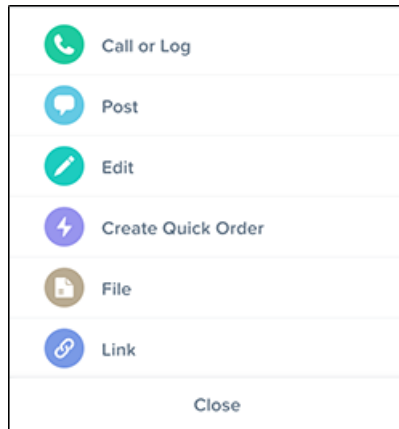 Call or Log
Post
Edit
Create Quick Order
File
Link
Close